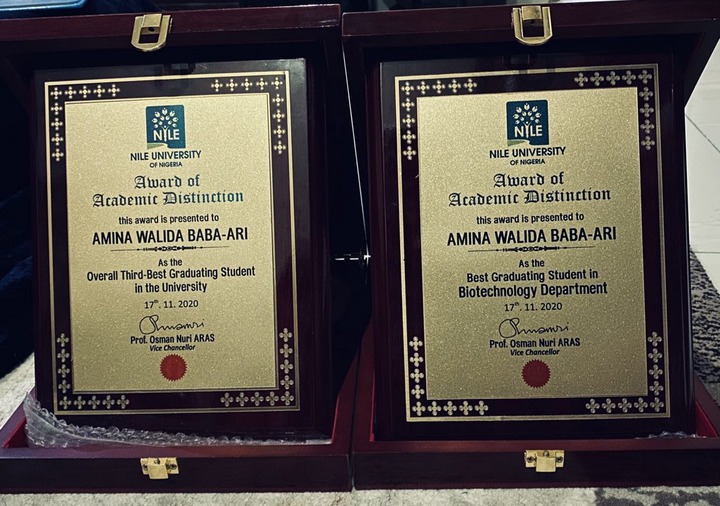 NILE
NILE UNIVERSITY
OF NIGERIA
Award of
Academic Distinction
this award is presented to
AMINA WALIDA BABA-ARI
As the
Overall Third-Best Graduating Student
in the University
17th. 11. 2020
Prof. Osman Nuri ARAS
Vice Chancellor
NILE
NILE UNIVERSITY
OF NIGERIA
Award of
Academic Distinction
this award is presented to
AMINA WALIDA BABA-ARI
As the
Best Graduating Student in
Biotechnology Department
17th. 11. 2020
Prof. Osman Nuri ARAS
Vice Chancellor